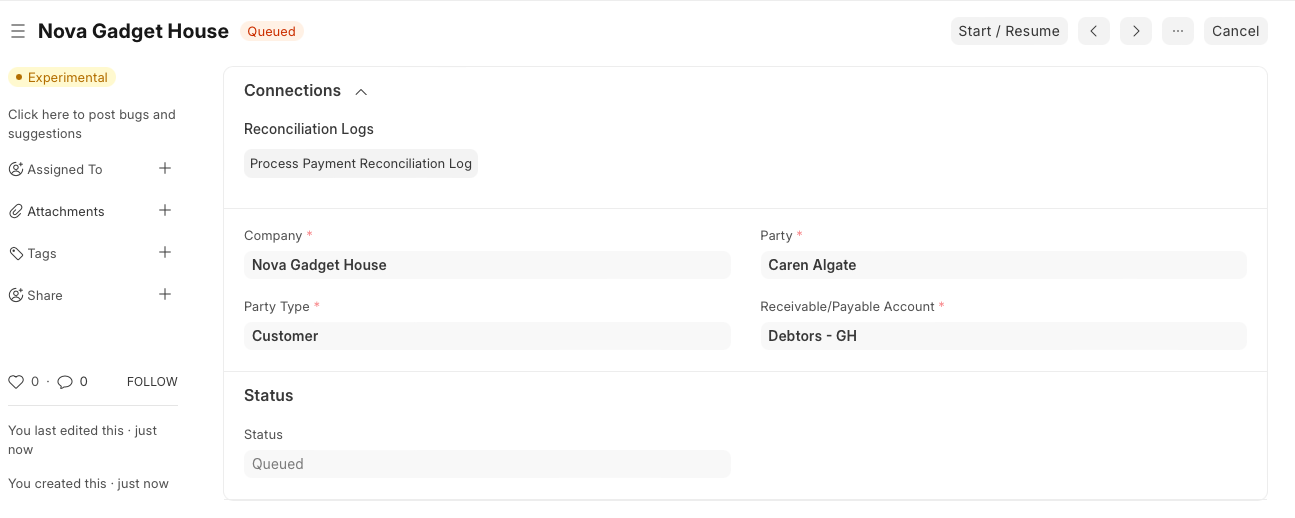 Nova Gadget House
Queued
Start / Resume
Cancel
Experimental
Click here to post bugs and
suggestions
Assigned To
Attachments
Tags
Share
0 · 0 FOLLOW
You last edited this · just
now
You created this · just now
Connections
Reconciliation Logs
Process Payment Reconciliation Log
Company *
Nova Gadget House
Party *
Caren Algate
Party Type *
Customer
Receivable/Payable Account *
Debtors - GH
Status
Status
Queued